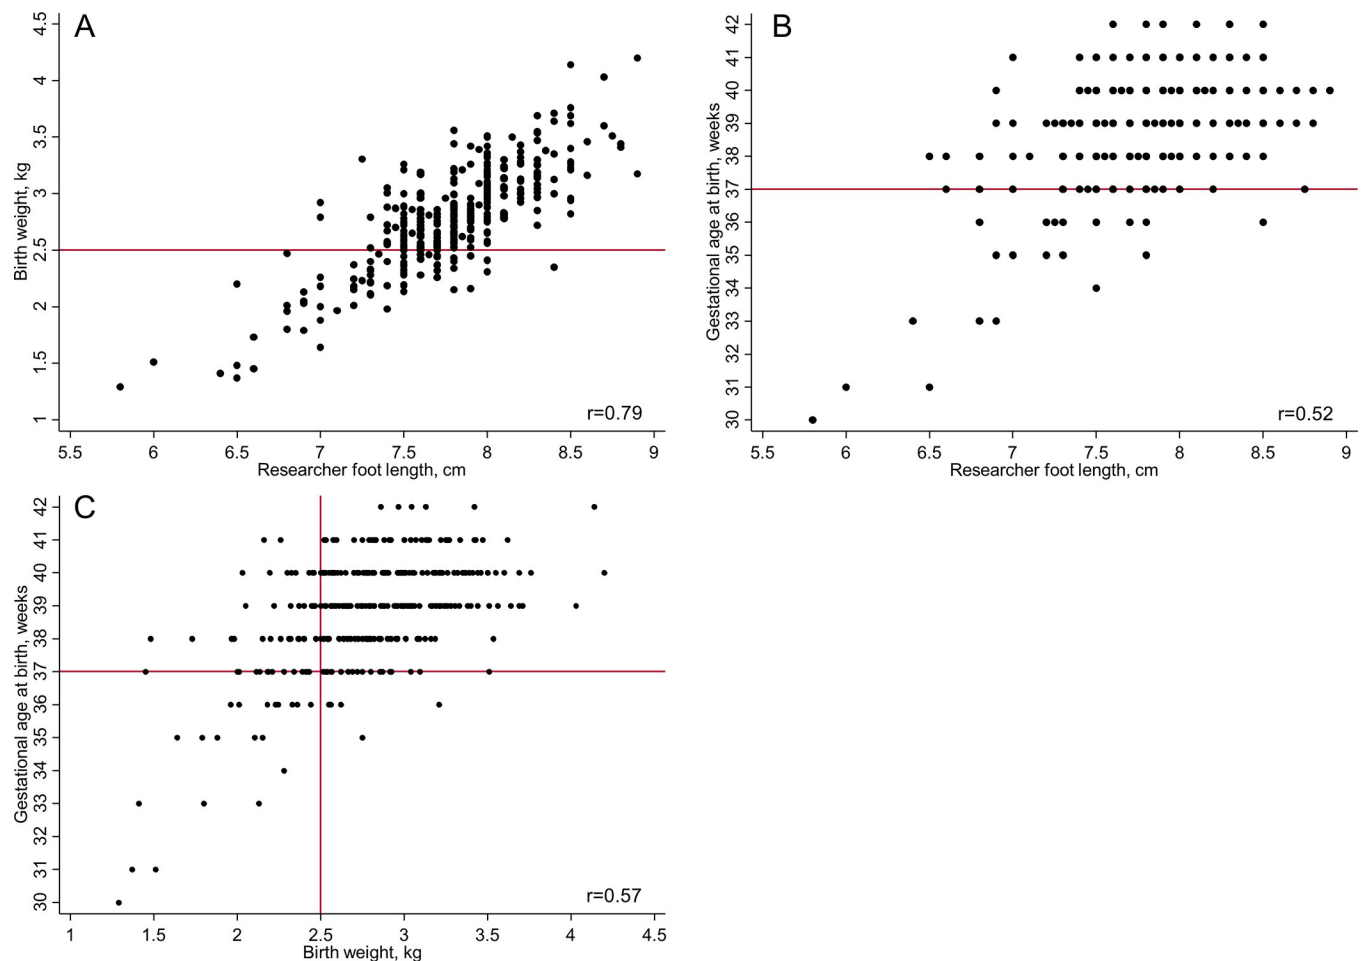 A
4.5
4
3.5
3
2.5
2
1.5
1
Birth weight, kg
r=0.79
5.5 6 6.5 7 7.5 8 8.5 9
Researcher foot length, cm
B
42
41
40
39
38
37
36
35
34
33
32
31
30
Gestational age at birth, weeks
r=0.52
5.5 6 6.5 7 7.5 8 8.5 9
Researcher foot length, cm
C
42
41
40
39
38
37
36
35
34
33
32
31
30
Gestational age at birth, weeks
r=0.57
1 1.5 2 2.5 3 3.5 4 4.5
Birth weight, kg